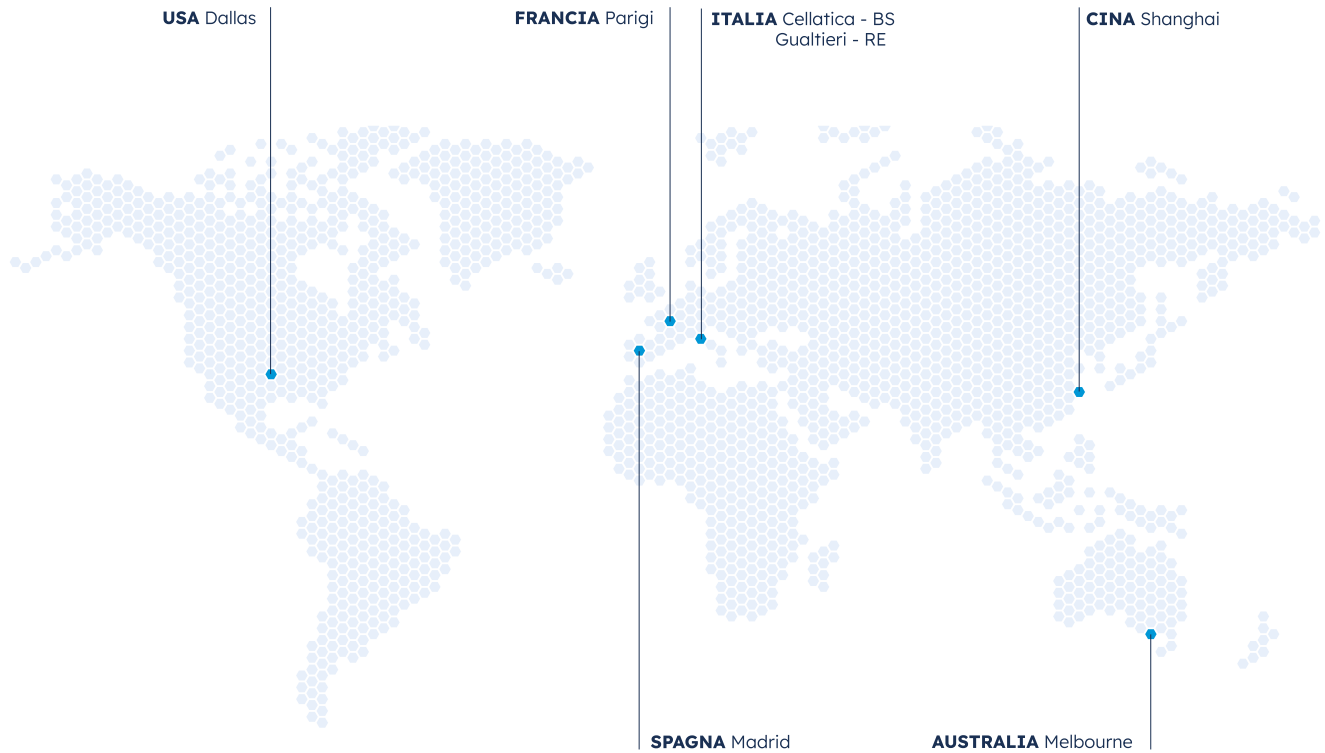 USA Dallas
FRANCIA Parigi
ITALIA Cellatica - BS
Gualtieri - RE
CINA Shanghai
SPAGNA Madrid
AUSTRALIA Melbourne